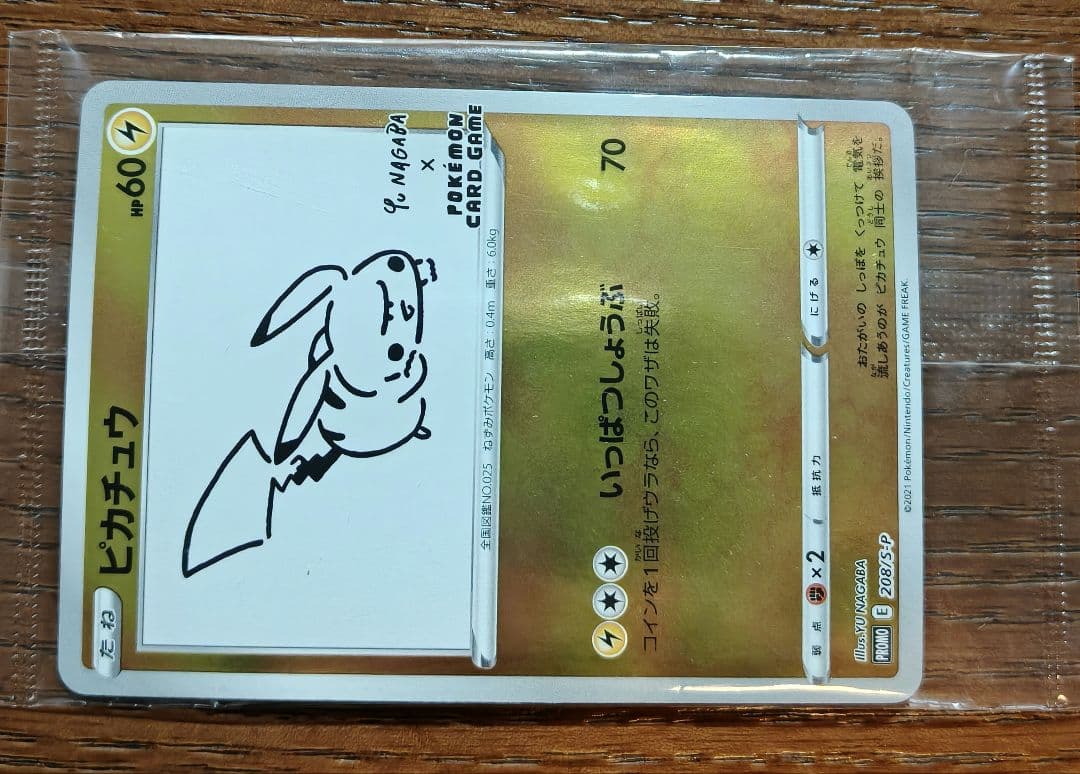 たね
ピカチュウ
HP60
Yu NAGABA
×
POKÉMON
CARD GAME
全国図鑑NO.025 ねずみポケモン 高さ：0.4m 重さ：6.0kg
いっぱつしょうぶ 70
コインを1回投げウラなら、このワザは失敗。
弱点 ×2 抵抗力 にげる
Illus.YU NAGABA
PROMO E 208/S-P
おたがいの しっぽを くっつけて 電気を
流しあうのが ピカチュウ 同士の 挨拶だ。
©2021 Pokémon/Nintendo/Creatures/GAME FREAK.